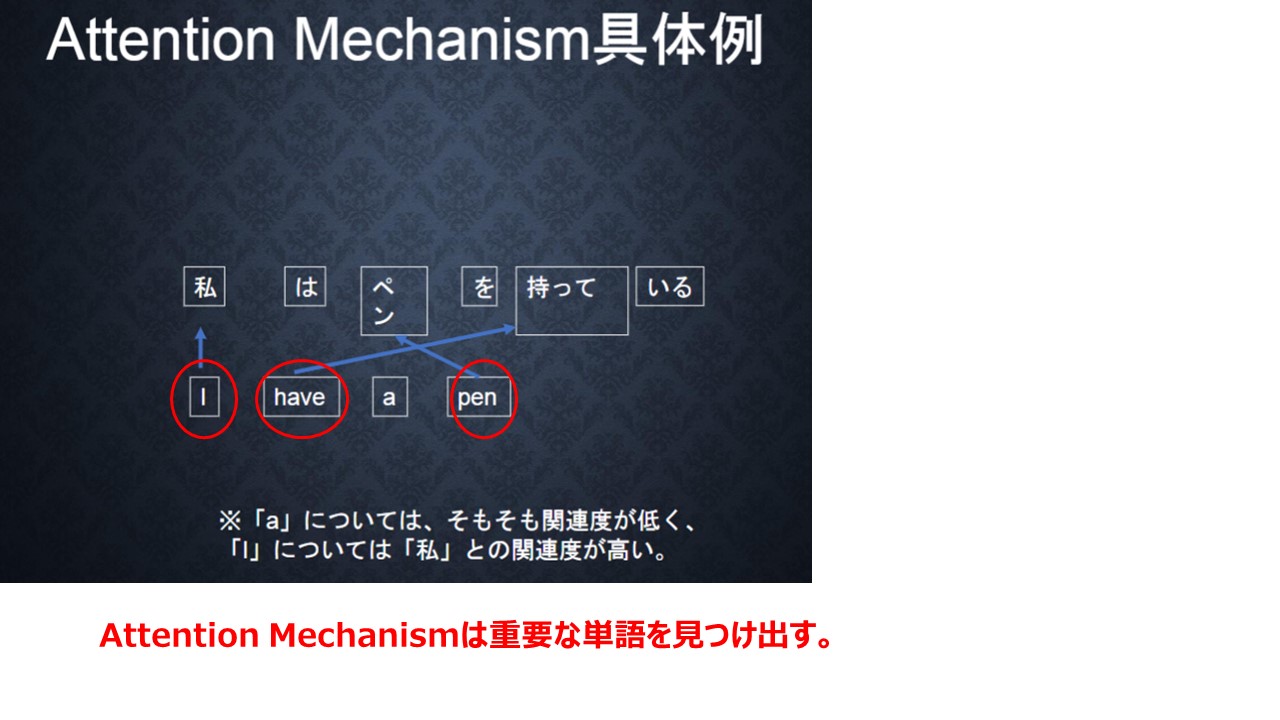 Attention Mechanism具体例
私 は ペン を 持って いる
I have a pen
※「a」については、そもそも関連度が低く、
「I」については「私」との関連度が高い。
Attention Mechanismは重要な単語を見つけ出す。